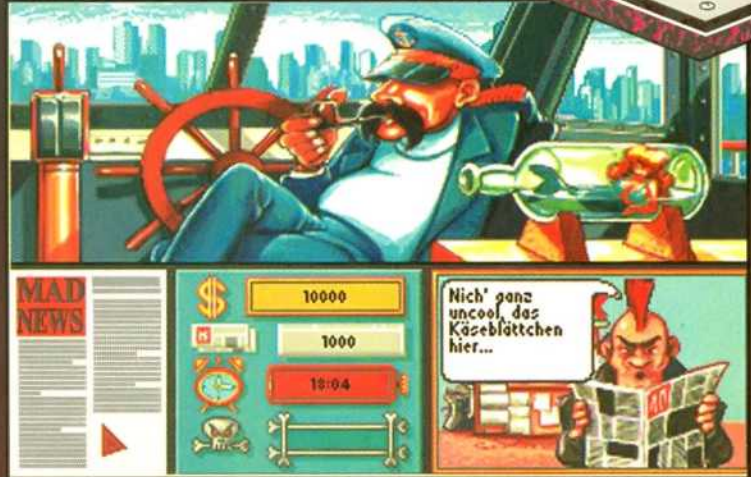 MAD
NEWS
10000
1000
18:04
Nich' ganz
uncool, das
Käseblättchen
hier...